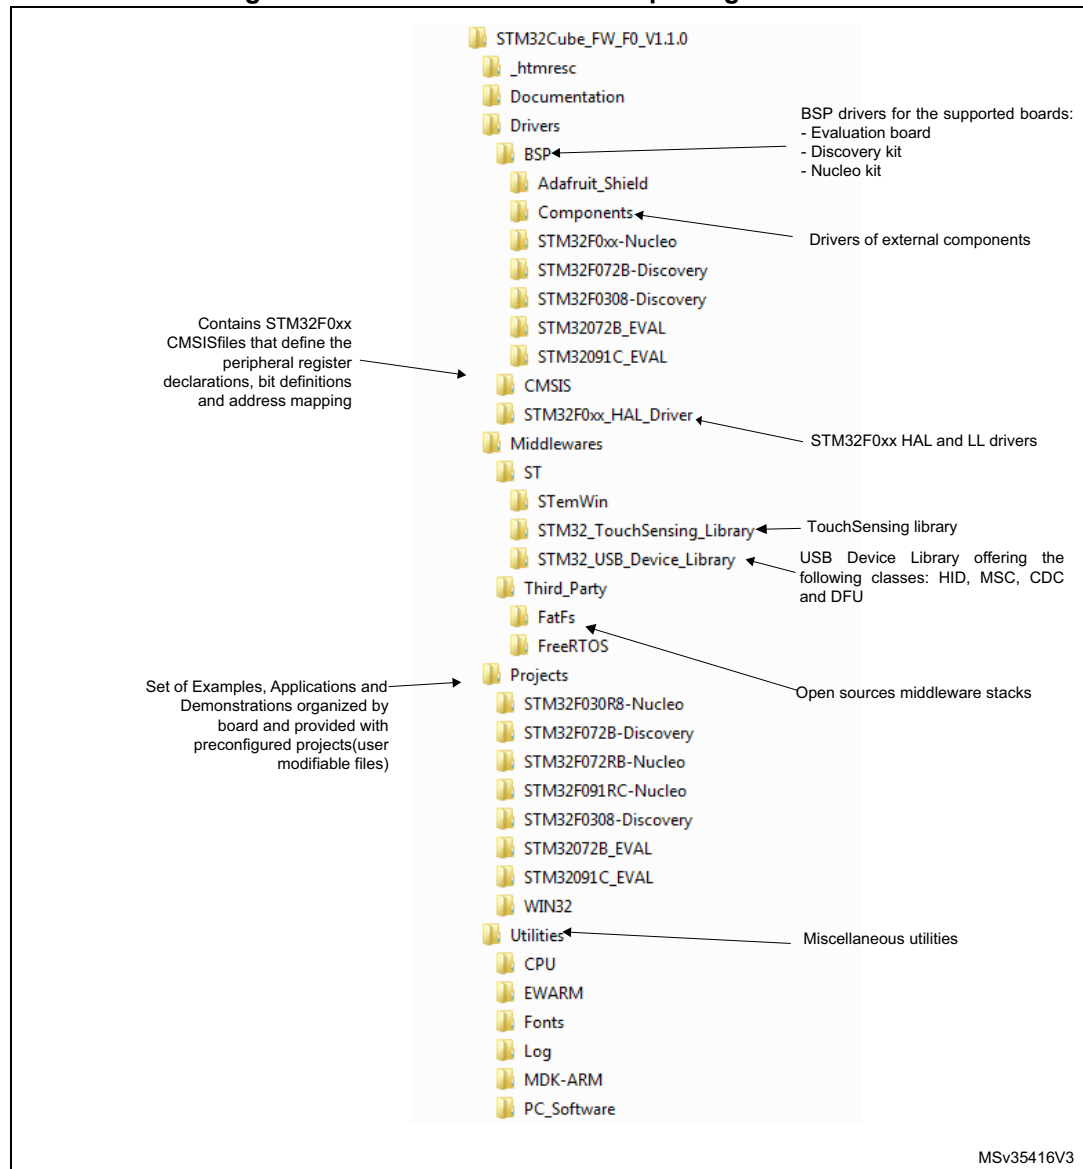 STM32Cube_FW_F0_V1.1.0
_htmresc
Documentation
Drivers
BSP
Adafruit_Shield
Components
STM32F0xx-Nucleo
STM32F072B-Discovery
STM32F0308-Discovery
STM32072B_EVAL
STM32091C_EVAL
CMSIS
STM32F0xx_HAL_Driver
Middlewares
ST
STemWin
STM32_TouchSensing_Library
STM32_USB_Device_Library
Third_Party
FatFs
FreeRTOS
Projects
STM32F030R8-Nucleo
STM32F072B-Discovery
STM32F072RB-Nucleo
STM32F091RC-Nucleo
STM32F0308-Discovery
STM32072B_EVAL
STM32091C_EVAL
WIN32
Utilities
CPU
EWARM
Fonts
Log
MDK-ARM
PC_Software
BSP drivers for the supported boards:
- Evaluation board
- Discovery kit
- Nucleo kit
Drivers of external components
Contains STM32F0xx
CMSISfiles that define the
peripheral register
declarations, bit definitions
and address mapping
STM32F0xx HAL and LL drivers
TouchSensing library
USB Device Library offering the
following classes: HID, MSC, CDC
and DFU
Open sources middleware stacks
Set of Examples, Applications and
Demonstrations organized by
board and provided with
preconfigured projects(user
modifiable files)
Miscellaneous utilities
MSv35416V3